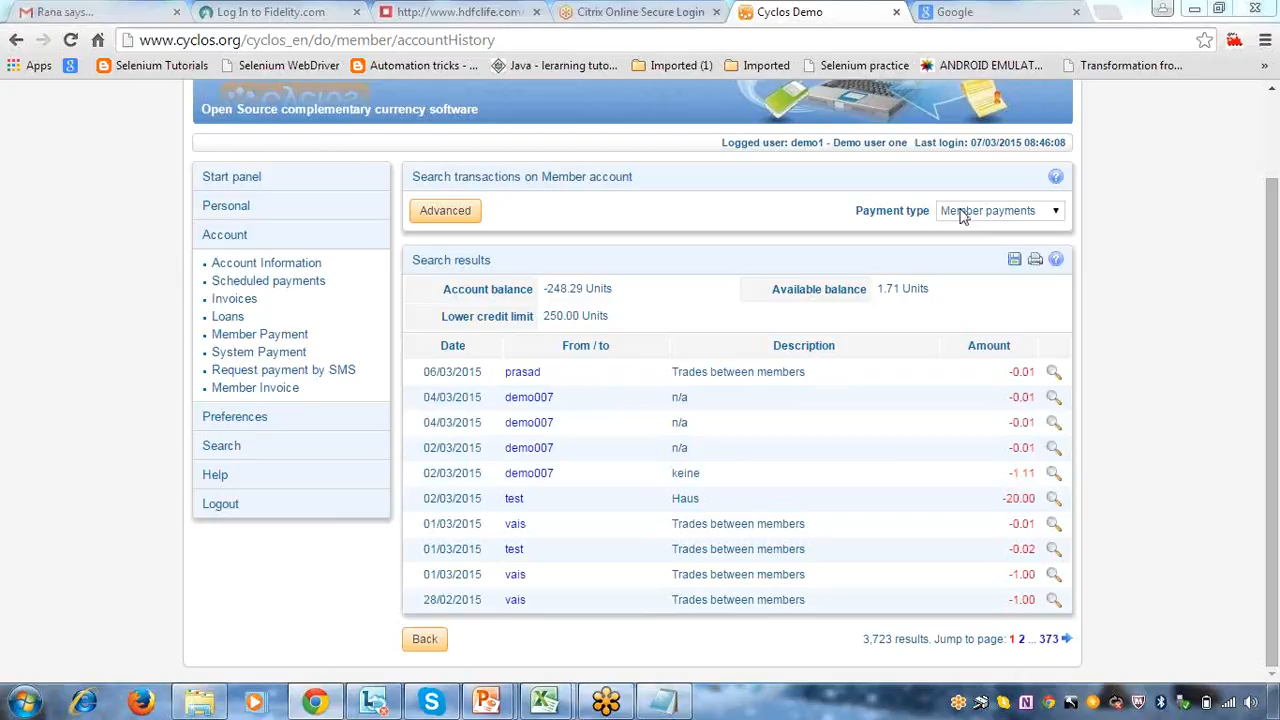 Rana says...
Log In to Fidelity.com
http://www.hdfclife.com
Citrix Online Secure Login
Cyclos Demo
Google
www.cyclos.org/cyclos_en/do/member/accountHistory
Apps
Selenium Tutorials
Selenium WebDriver
Automation tricks - ...
Java - learning tuto...
Imported (1)
Imported
Selenium practice
ANDROID EMULAT...
Transformation fro...
»
Open Source complementary currency software
Logged user: demo1 - Demo user one Last login: 07/03/2015 08:46:08
Start panel
Personal
Account
Account Information
Scheduled payments
Invoices
Loans
Member Payment
System Payment
Request payment by SMS
Member Invoice
Preferences
Search
Help
Logout
Search transactions on Member account
Advanced
Payment type Member payments
Search results
Account balance -248.29 Units Available balance 1.71 Units
Lower credit limit 250.00 Units
Date From / to Description Amount
06/03/2015 prasad Trades between members -0.01
04/03/2015 demo007 n/a -0.01
04/03/2015 demo007 n/a -0.01
02/03/2015 demo007 n/a -0.01
02/03/2015 demo007 keine -1.11
02/03/2015 test Haus -20.00
01/03/2015 vais Trades between members -0.01
01/03/2015 test Trades between members -0.02
01/03/2015 vais Trades between members -1.00
28/02/2015 vais Trades between members -1.00
Back
3,723 results. Jump to page: 1 2 ... 373